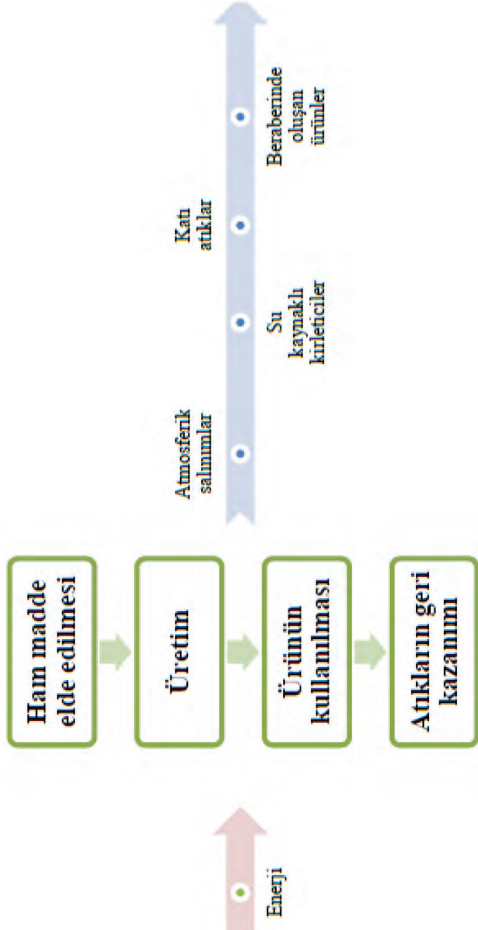 Enerji
Ham madde
elde edilmesi
Üretim
Ürünün
kullanılması
Atıkların geri
kazanımı
Atmosferik
salınımlar
Su
kaynaklı
kirleticiler
Katı
atıklar
Beraberinde
oluşan
ürünler